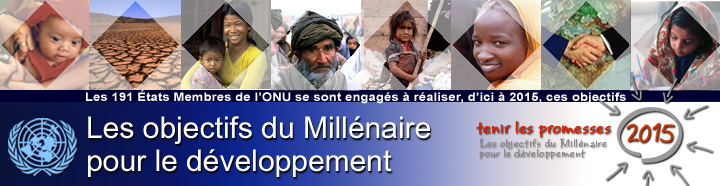 Les 191 États Membres de l'ONU se sont engagés à réaliser, d'ici à 2015, ces objectifs
Les objectifs du Millénaire
pour le développement
tenir les promesses
Les objectifs du Millénaire
pour le développement
2015